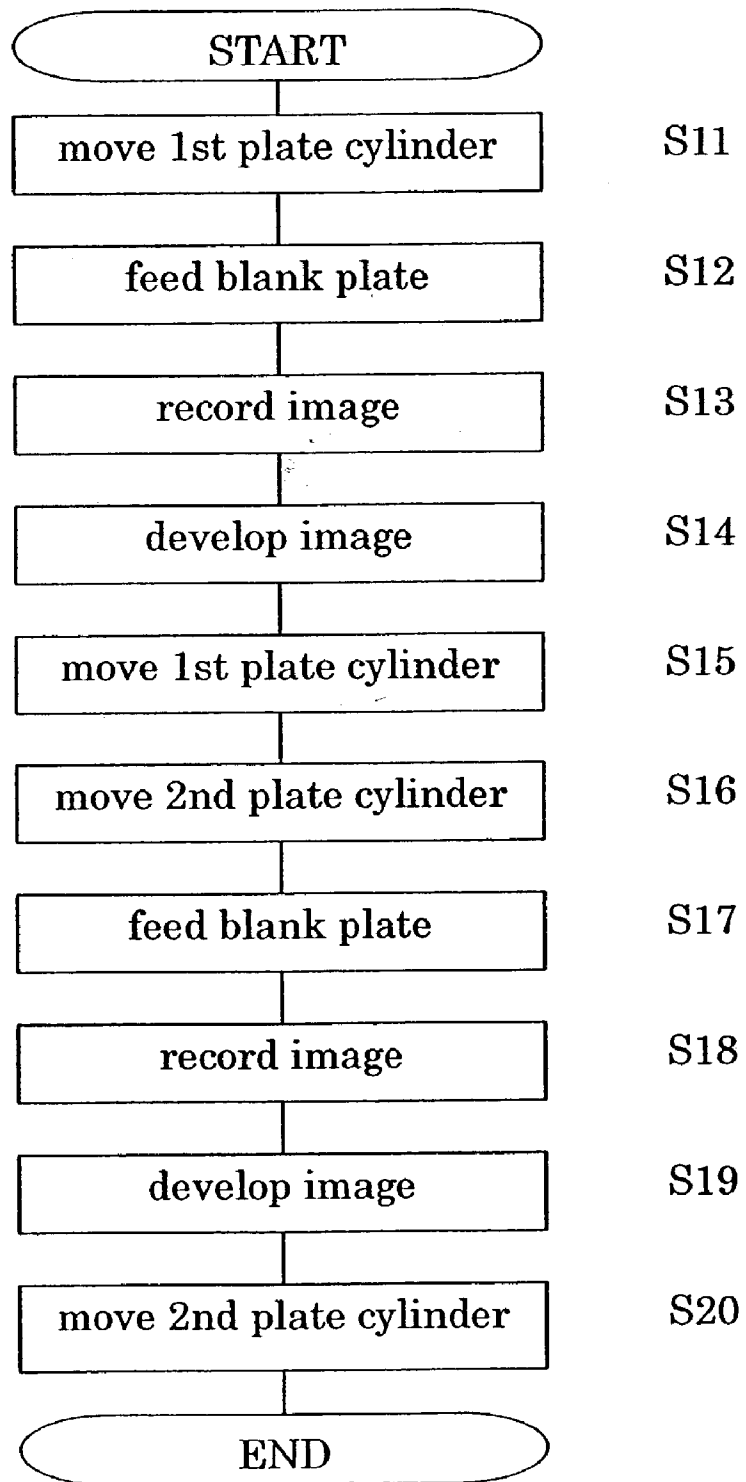 START
move 1st plate cylinder S11
feed blank plate S12
record image S13
develop image S14
move 1st plate cylinder S15
move 2nd plate cylinder S16
feed blank plate S17
record image S18
develop image S19
move 2nd plate cylinder S20
END